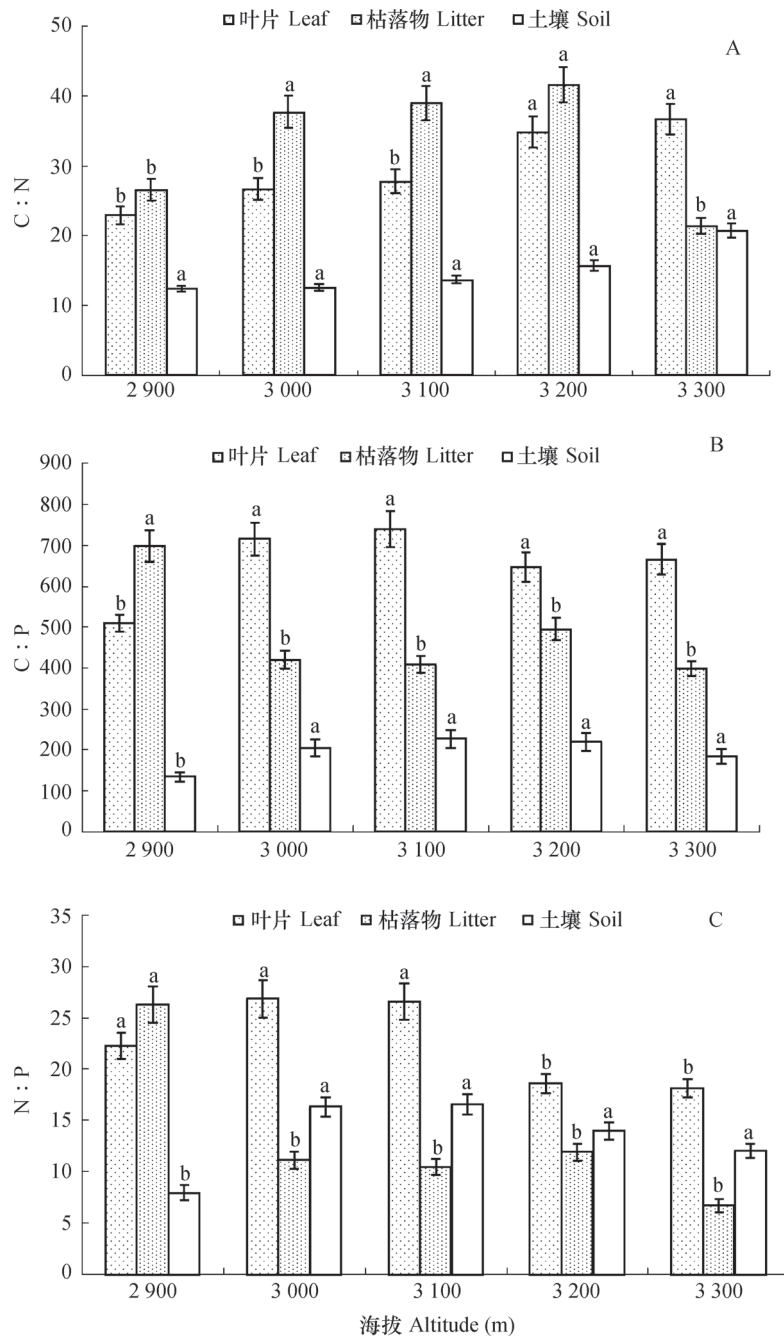 叶片 Leaf 枯落物 Litter 土壤 Soil
A
50
40
30
20
10
0
C : N
b b a
b a a
b a a
a a a
a b a
2 900 3 000 3 100 3 200 3 300
叶片 Leaf 枯落物 Litter 土壤 Soil
B
900
800
700
600
500
400
300
200
100
0
C : P
b a b
a b a
a b a
a b a
a b a
2 900 3 000 3 100 3 200 3 300
叶片 Leaf 枯落物 Litter 土壤 Soil
C
35
30
25
20
15
10
5
0
N : P
a a b
a b a
a b a
b b a
b b a
2 900 3 000 3 100 3 200 3 300
海拔 Altitude (m)